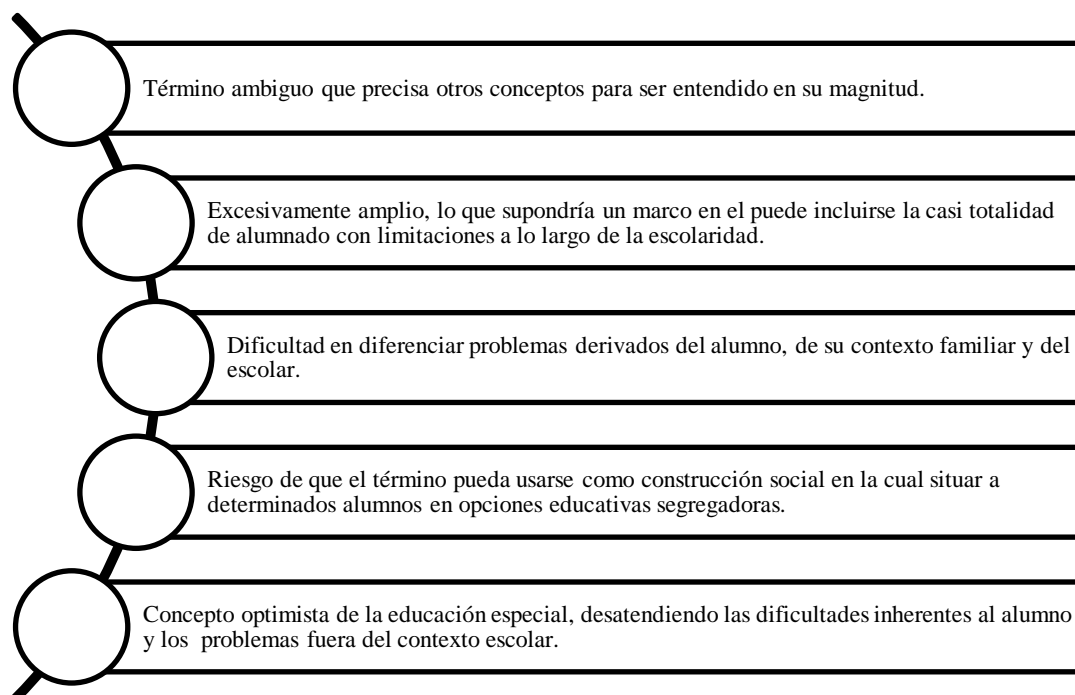 Término ambiguo que precisa otros conceptos para ser entendido en su magnitud.
Excesivamente amplio, lo que supondría un marco en el puede incluirse la casi totalidad
de alumnado con limitaciones a lo largo de la escolaridad.
Dificultad en diferenciar problemas derivados del alumno, de su contexto familiar y del
escolar.
Riesgo de que el término pueda usarse como construcción social en la cual situar a
determinados alumnos en opciones educativas segregadoras.
Concepto optimista de la educación especial, desatendiendo las dificultades inherentes al alumno
y los problemas fuera del contexto escolar.